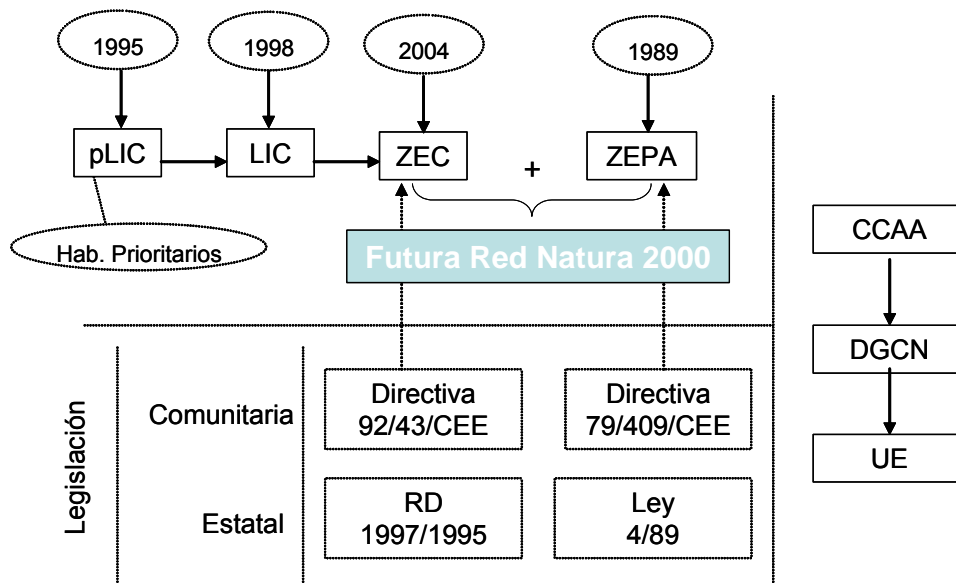 1995
1998
2004
1989
pLIC
LIC
ZEC
+
ZEPA
Hab. Prioritarios
Futura Red Natura 2000
CCAA
DGCN
UE
Legislación
Comunitaria
Directiva
92/43/CEE
Directiva
79/409/CEE
Estatal
RD
1997/1995
Ley
4/89